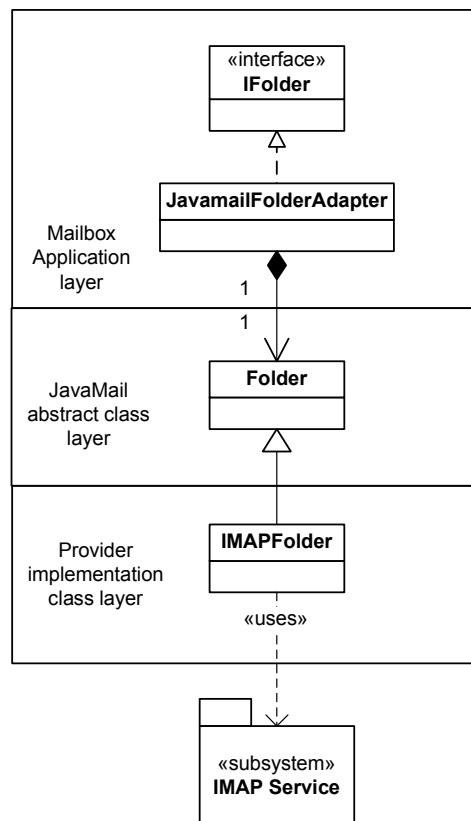 «interface»
IFolder
JavamailFolderAdapter
Mailbox
Application
layer
1
1
Folder
JavaMail
abstract class
layer
IMAPFolder
Provider
implementation
class layer
«uses»
«subsystem»
IMAP Service